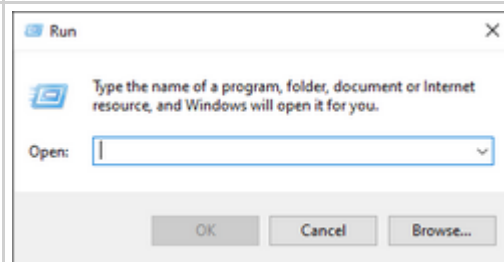 Run
Type the name of a program, folder, document or Internet
resource, and Windows will open it for you.
Open:
OK Cancel Browse...